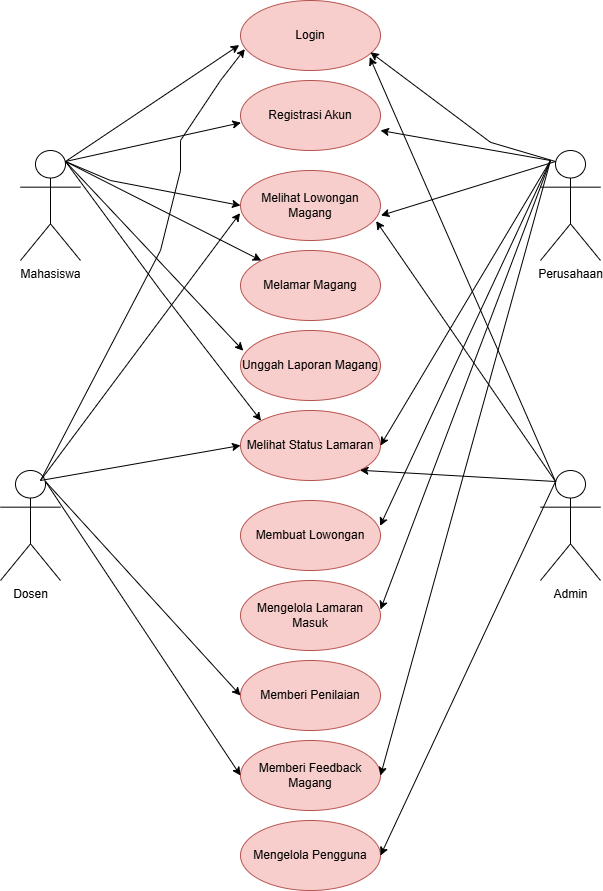 Login
Registrasi Akun
Melihat Lowongan
Magang
Mahasiswa
Perusahaan
Melamar Magang
Unggah Laporan Magang
Melihat Status Lamaran
Membuat Lowongan
Dosen
Admin
Mengelola Lamaran
Masuk
Memberi Penilaian
Memberi Feedback
Magang
Mengelola Pengguna